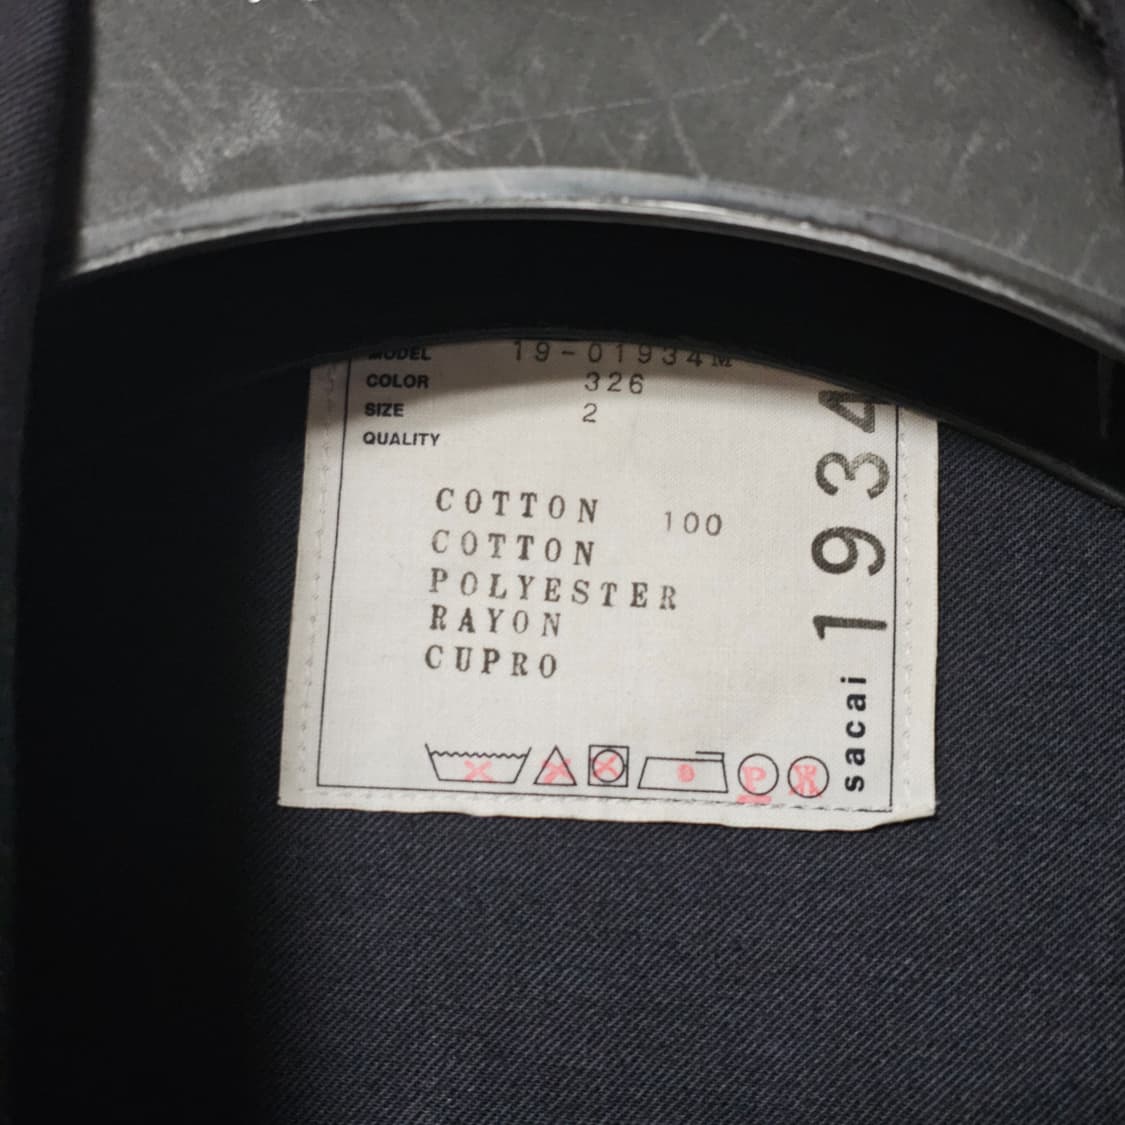 MODEL 19-01934M
COLOR 326
SIZE 2
QUALITY
COTTON 100
COTTON
POLYESTER
RAYON
CUPRO
P
W
sacai 1934